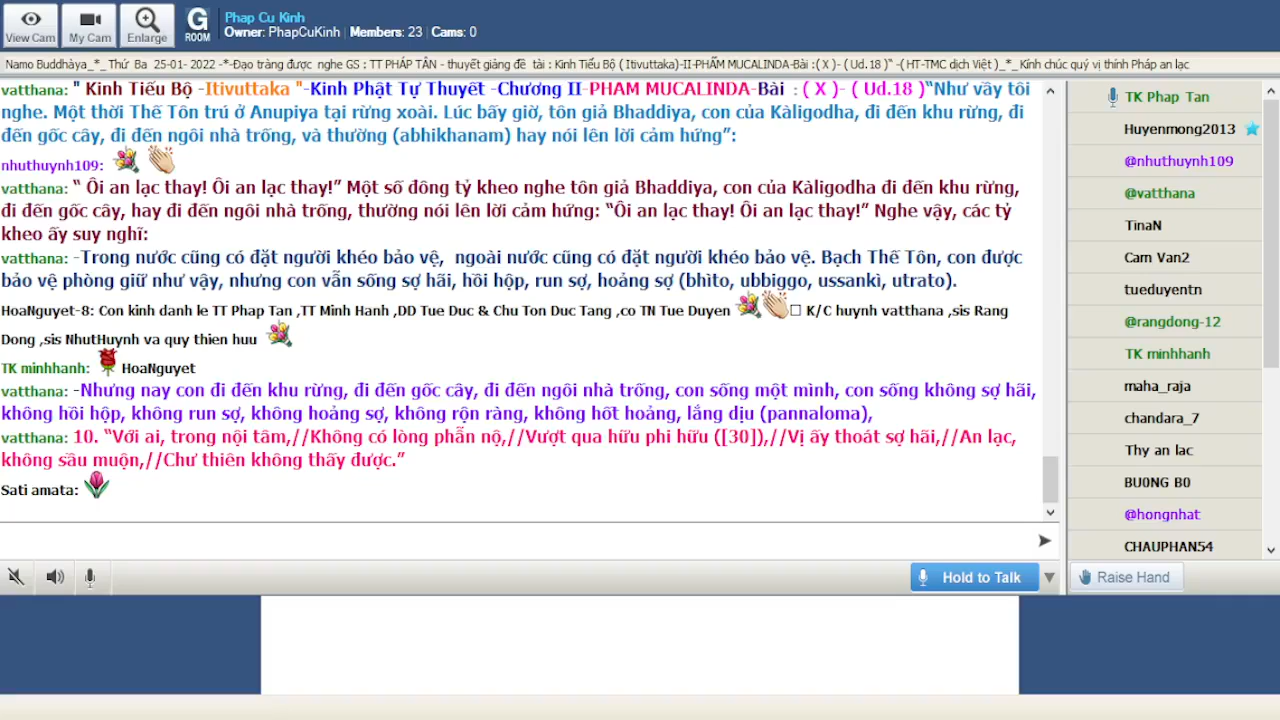 View Cam
My Cam
Enlarge
G
ROOM
Phap Cu Kinh
Owner: PhapCuKinh | Members: 23 | Cams: 0
Namo Buddhàya_*_ Thứ Ba 25-01- 2022 -*-Đạo tràng được nghe GS : TT PHÁP TÂN - thuyết giảng đề tài : Kinh Tiểu Bộ ( Itivuttaka)-II-PHẨM MUCALINDA-Bài :( X )- ( Ud.18 )“ -( HT-TMC dịch Việt )_*_ Kính chúc quý vị thính Pháp an lạc
vatthana: " Kinh Tiểu Bộ -Itivuttaka "-Kinh Phật Tự Thuyết -Chương II-PHAM MUCALINDA-Bài : ( X )- ( Ud.18 )“Như vầy tôi
nghe. Một thời Thế Tôn trú ở Anupiya tại rừng xoài. Lúc bấy giờ, tôn giả Bhaddiya, con của Kàligodha, đi đến khu rừng, đi
đến gốc cây, đi đến ngôi nhà trống, và thường (abhikhanam) hay nói lên lời cảm hứng”:
nhuthuynh109:
vatthana: “ Ôi an lạc thay! Ôi an lạc thay!” Một số đông tỷ kheo nghe tôn giả Bhaddiya, con của Kàligodha đi đến khu rừng,
đi đến gốc cây, hay đi đến ngôi nhà trống, thường nói lên lời cảm hứng: “Ôi an lạc thay! Ôi an lạc thay!” Nghe vậy, các tỷ
kheo ấy suy nghĩ:
vatthana: -Trong nước cũng có đặt người khéo bảo vệ, ngoài nước cũng có đặt người khéo bảo vệ. Bạch Thế Tôn, con được
bảo vệ phòng giữ như vậy, nhưng con vẫn sống sợ hãi, hồi hộp, run sợ, hoảng sợ (bhìto, ubbiggo, ussankì, utrato).
HoaNguyet-8: Con kinh danh le TT Phap Tan ,TT Minh Hanh ,DD Tue Duc & Chu Ton Duc Tang ,co TN Tue Duyen K/C huynh vatthana ,sis Rang
Dong ,sis NhutHuynh va quy thien huu
TK minhhanh: HoaNguyet
vatthana: -Nhưng nay con đi đến khu rừng, đi đến gốc cây, đi đến ngôi nhà trống, con sống một mình, con sống không sợ hãi,
không hồi hộp, không run sợ, không hoảng sợ, không rộn ràng, không hốt hoảng, lắng dịu (pannaloma),
vatthana: 10. “Với ai, trong nội tâm,//Không có lòng phẫn nộ,//Vượt qua hữu phi hữu ([30]),//Vị ấy thoát sợ hãi,//An lạc,
không sầu muộn,//Chư thiên không thấy được.”
Sati amata:
TK Phap Tan
Huyenmong2013
@nhuthuynh109
@vatthana
TinaN
Cam Van2
tueduyentn
@rangdong-12
TK minhhanh
maha_raja
chandara_7
Thy an lac
BU0NG B0
@hongnhat
CHAUPHAN54
Hold to Talk
Raise Hand